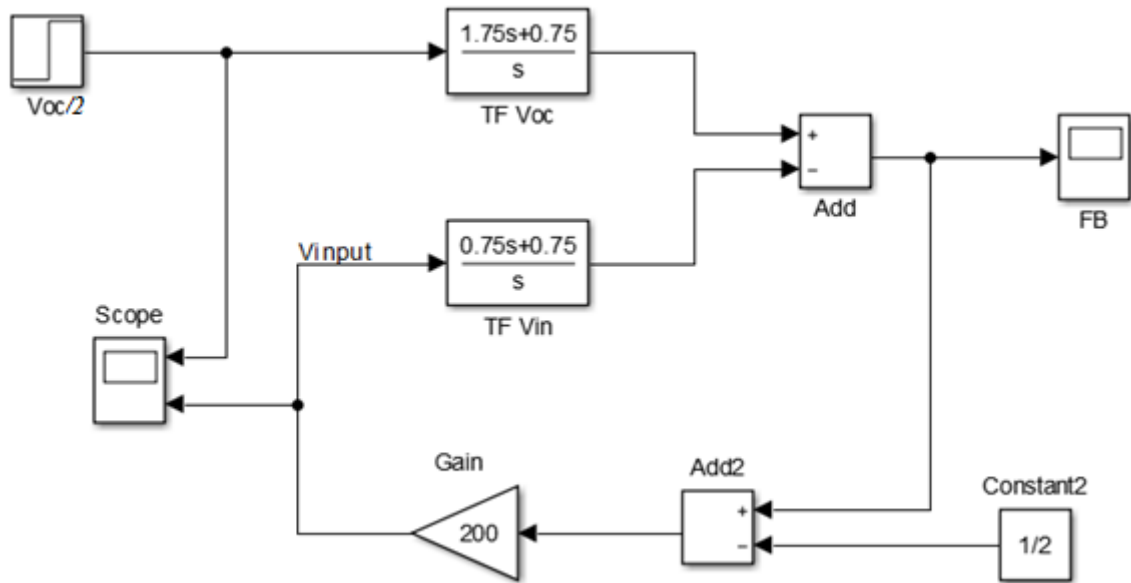 Voc/2
1.75s+0.75
s
TF Voc
+
−
Add
FB
Vinput
0.75s+0.75
s
TF Vin
Scope
Gain
200
Add2
+
−
Constant2
1/2